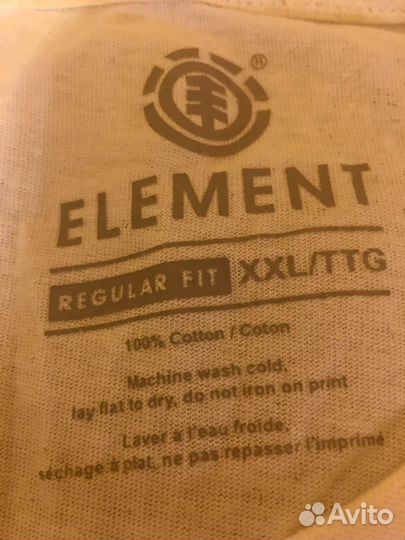 ®
ELEMENT
REGULAR FIT XXL/TTG
100% Cotton / Coton
Machine wash cold,
lay flat to dry, do not iron on print
Laver à l'eau froide,
séchage à plat, ne pas repasser l'imprimé
Avito